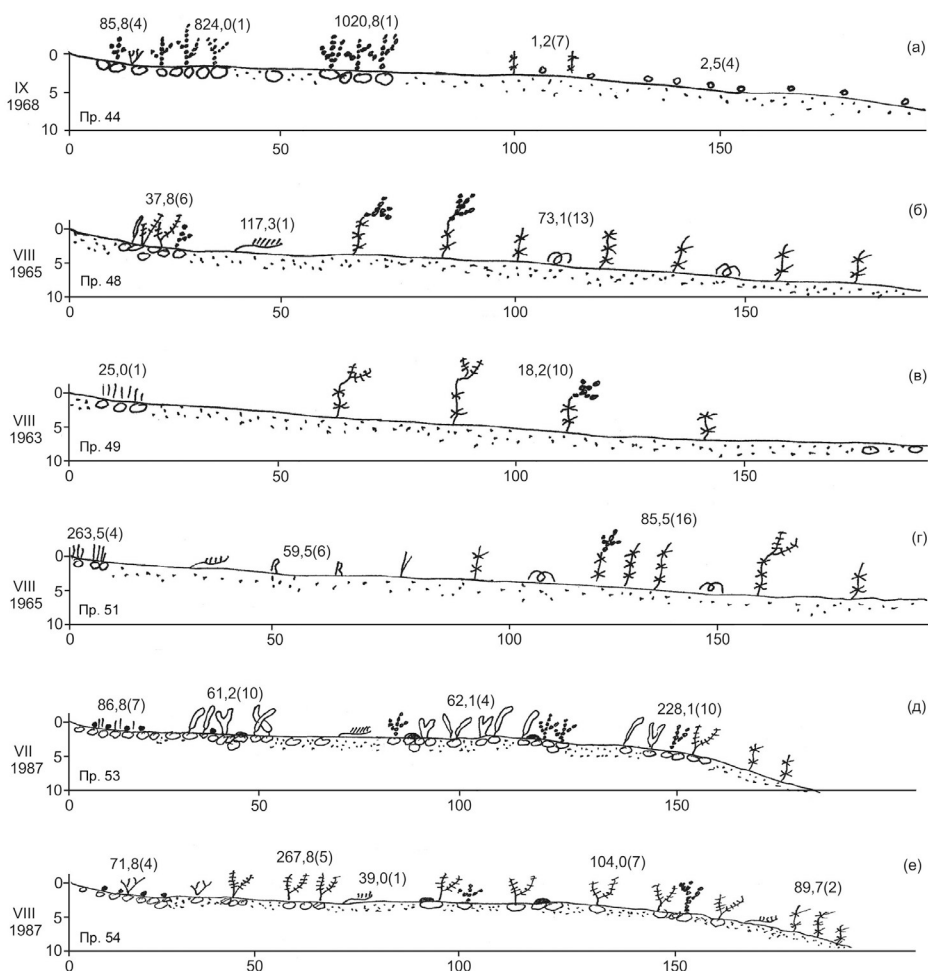 85,8(4) 824,0(1) 1020,8(1) 1,2(7) 2,5(4) (а)
0
5
10
IX
1968
Пр. 44
0 50 100 150
37,8(6) 117,3(1) 73,1(13) (б)
0
5
10
VIII
1965
Пр. 48
0 50 100 150
25,0(1) 18,2(10) (в)
0
5
10
VIII
1963
Пр. 49
0 50 100 150
263,5(4) 59,5(6) 85,5(16) (г)
0
5
10
VIII
1965
Пр. 51
0 50 100 150
86,8(7) 61,2(10) 62,1(4) 228,1(10) (д)
0
5
10
VII
1987
Пр. 53
0 50 100 150
71,8(4) 267,8(5) 39,0(1) 104,0(7) 89,7(2) (е)
0
5
10
VIII
1987
Пр. 54
0 50 100 150